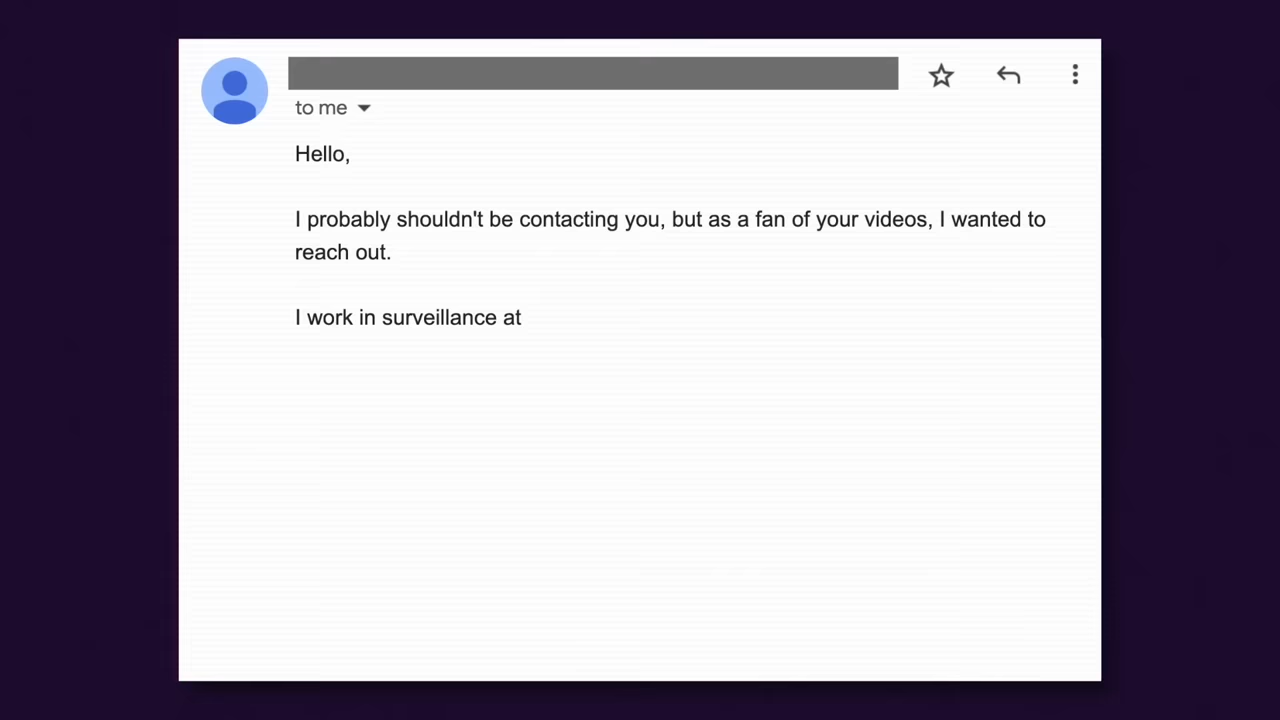 to me
Hello,
I probably shouldn't be contacting you, but as a fan of your videos, I wanted to
reach out.
I work in surveillance at